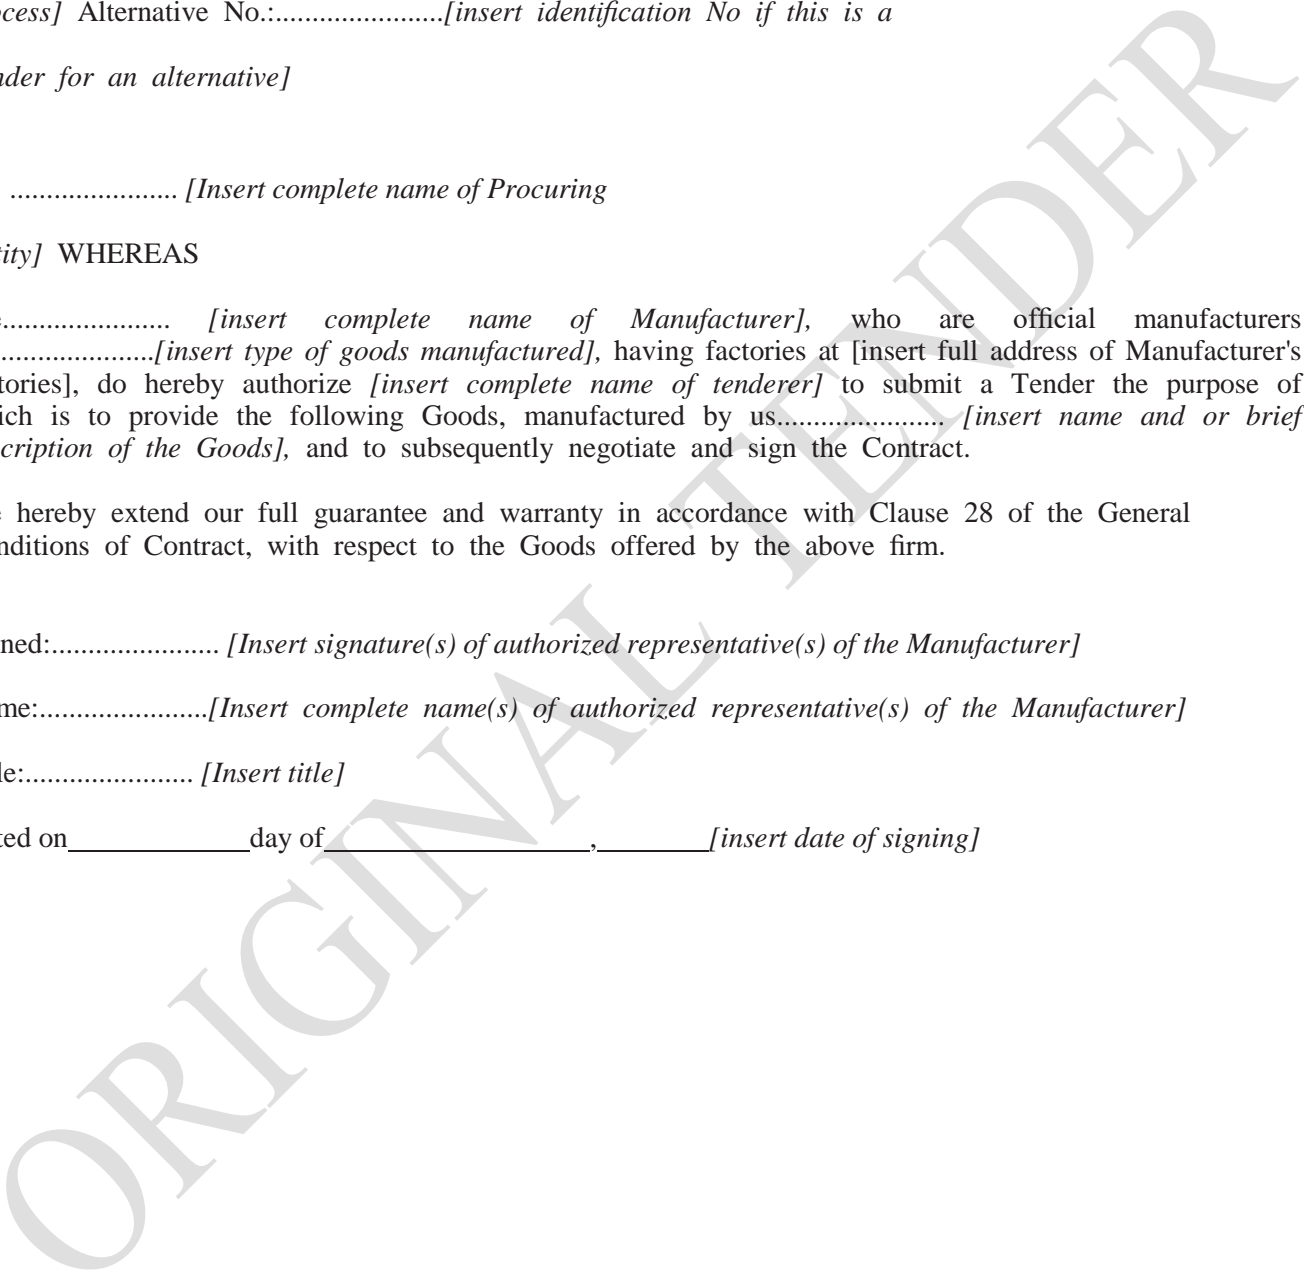 ocess] Alternative No.:.......................[insert identification No if this is a
nder for an alternative]
....................... [Insert complete name of Procuring
tity] WHEREAS
e....................... [insert complete name of Manufacturer], who are official manufacturers
.....................[insert type of goods manufactured], having factories at [insert full address of Manufacturer's
tories], do hereby authorize [insert complete name of tenderer] to submit a Tender the purpose of
ich is to provide the following Goods, manufactured by us....................... [insert name and or brief
cription of the Goods], and to subsequently negotiate and sign the Contract.
e hereby extend our full guarantee and warranty in accordance with Clause 28 of the General
nditions of Contract, with respect to the Goods offered by the above firm.
ned:....................... [Insert signature(s) of authorized representative(s) of the Manufacturer]
me:.......................[Insert complete name(s) of authorized representative(s) of the Manufacturer]
le:....................... [Insert title]
ted on____________day of__________________,________[insert date of signing]
ORIGINAL TENDER